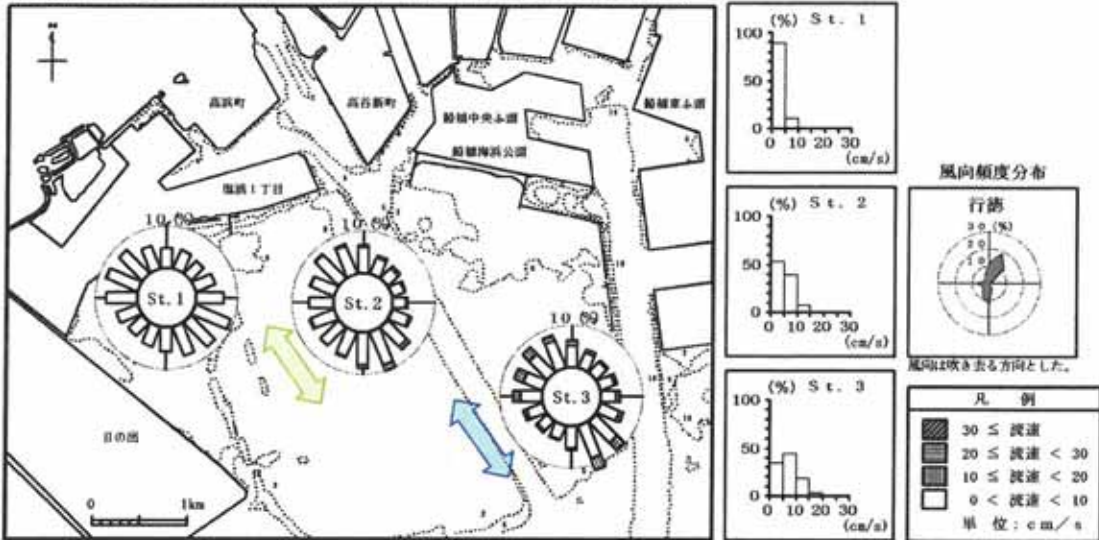 高浜町
高谷新町
船橋中央ふ頭
船橋東ふ頭
船橋海浜公園
塩浜1丁目
10(%)
10(%)
10(%)
St.1
St.2
St.3
日の出
0 1km
(%) St. 1
100
50
0
0 10 20 30
(cm/s)
(%) St. 2
100
50
0
0 10 20 30
(cm/s)
(%) St. 3
100
50
0
0 10 20 30
(cm/s)
風向頻度分布
行徳
30(%)
20
10
風向は吹き去る方向とした。
凡 例
30 ≦ 流速
20 ≦ 流速 < 30
10 ≦ 流速 < 20
0 < 流速 < 10
単 位 : cm/s